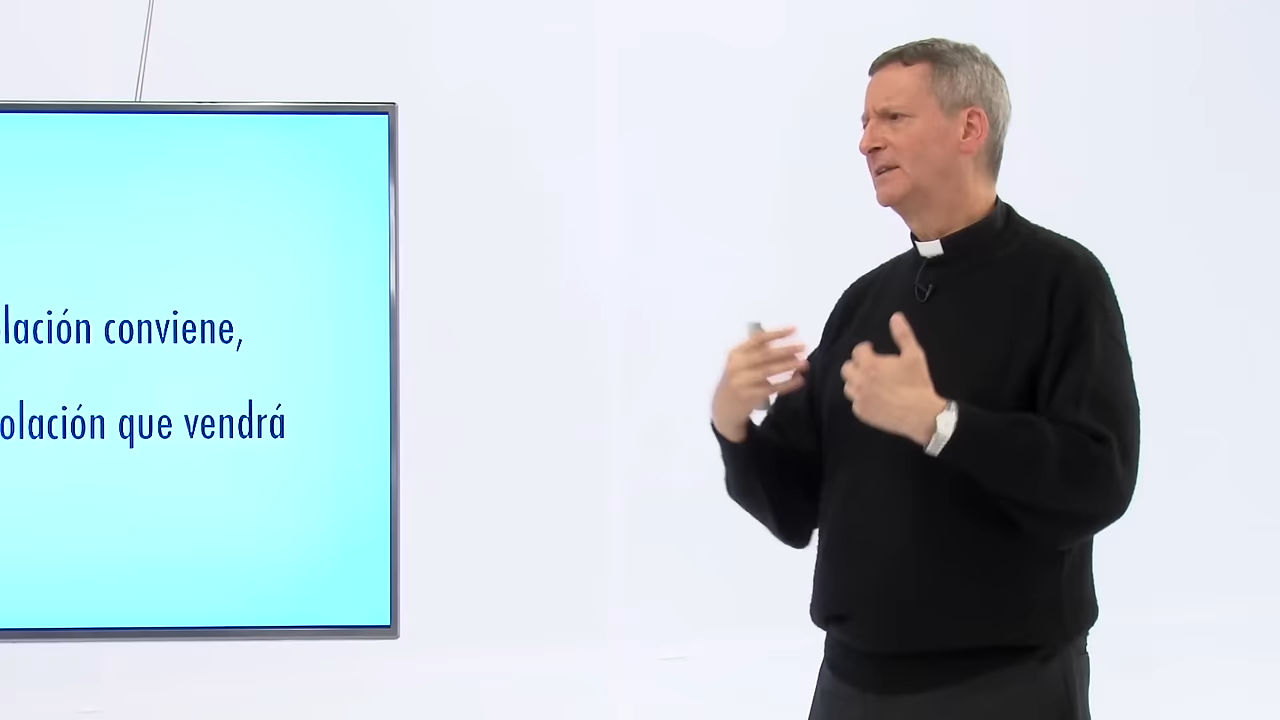 lación conviene,
olación que vendrá